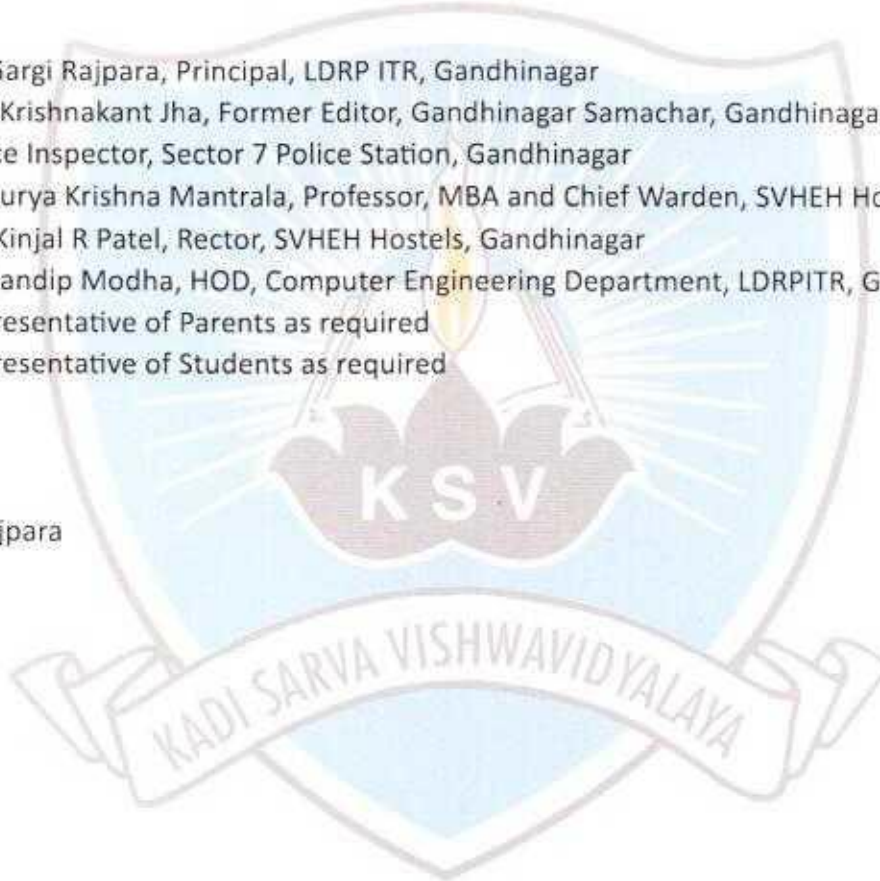 Gargi Rajpara, Principal, LDRP ITR, Gandhinagar
Krishnakant Jha, Former Editor, Gandhinagar Samachar, Gandhinaga
ce Inspector, Sector 7 Police Station, Gandhinagar
urya Krishna Mantrala, Professor, MBA and Chief Warden, SVHEH Ho
Kinjal R Patel, Rector, SVHEH Hostels, Gandhinagar
andip Modha, HOD, Computer Engineering Department, LDRPITR, G
resentative of Parents as required
resentative of Students as required
KSV
jpara
KADI SARVA VISHWAVIDYALAYA